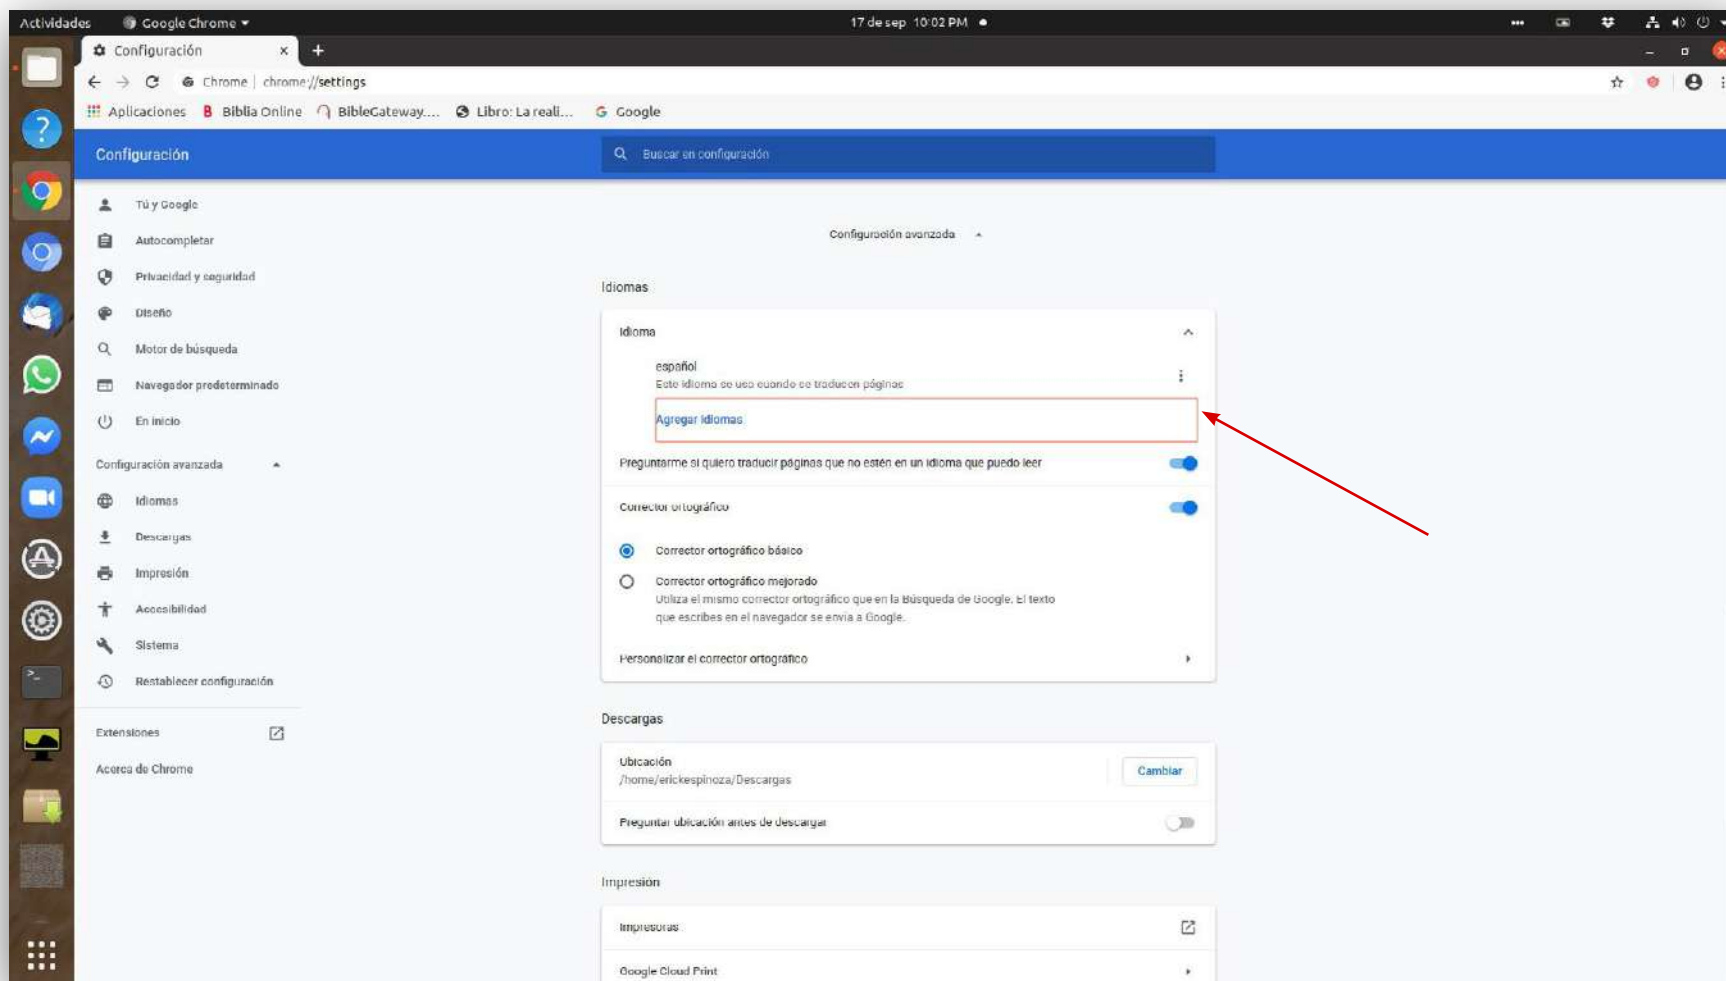 Actividades Google Chrome 17 de sep 10:02 PM
Configuración
Chrome | chrome://settings
Aplicaciones Biblia Online BibleGateway.... Libro: La reali... Google
Configuración Buscar en configuración
Tú y Google
Autocompletar
Privacidad y seguridad
Diseño
Motor de búsqueda
Navegador predeterminado
En inicio
Configuración avanzada
Idiomas
Descargas
Impresión
Accesibilidad
Sistema
Restablecer configuración
Extensiones
Acerca de Chrome
Configuración avanzada
Idiomas
Idioma
español
Este idioma se usa cuando se traducen páginas
Agregar idiomas
Preguntarme si quiero traducir páginas que no estén en un idioma que puedo leer
Corrector ortográfico
Corrector ortográfico básico
Corrector ortográfico mejorado
Utiliza el mismo corrector ortográfico que en la Búsqueda de Google. El texto
que escribes en el navegador se envía a Google.
Personalizar el corrector ortográfico
Descargas
Ubicación
/home/erickespinoza/Descargas
Cambiar
Preguntar ubicación antes de descargar
Impresión
Impresoras
Google Cloud Print